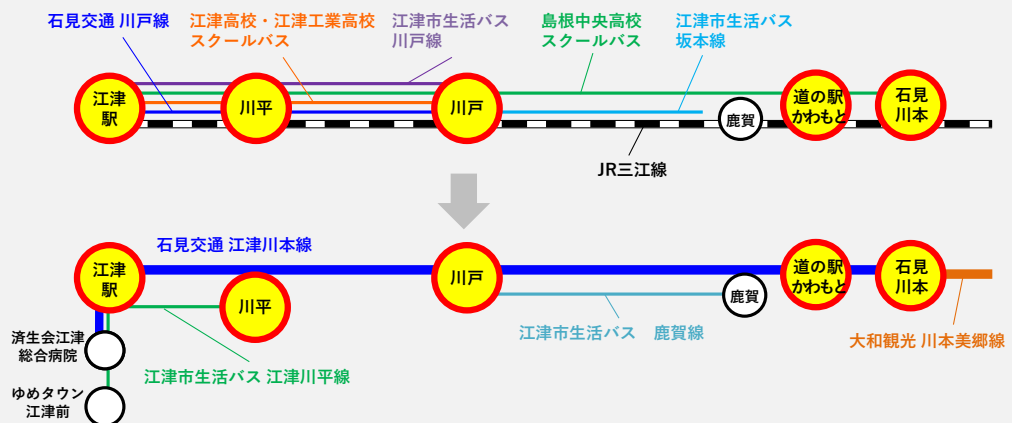 石見交通 川戸線
江津高校・江津工業高校
スクールバス
江津市生活バス
川戸線
島根中央高校
スクールバス
江津市生活バス
坂本線
江津
駅
川平
川戸
鹿賀
道の駅
かわもと
石見
川本
JR三江線
石見交通 江津川本線
江津
駅
川平
川戸
鹿賀
道の駅
かわもと
石見
川本
済生会江津
総合病院
江津市生活バス 鹿賀線
大和観光 川本美郷線
江津市生活バス 江津川平線
ゆめタウン
江津前